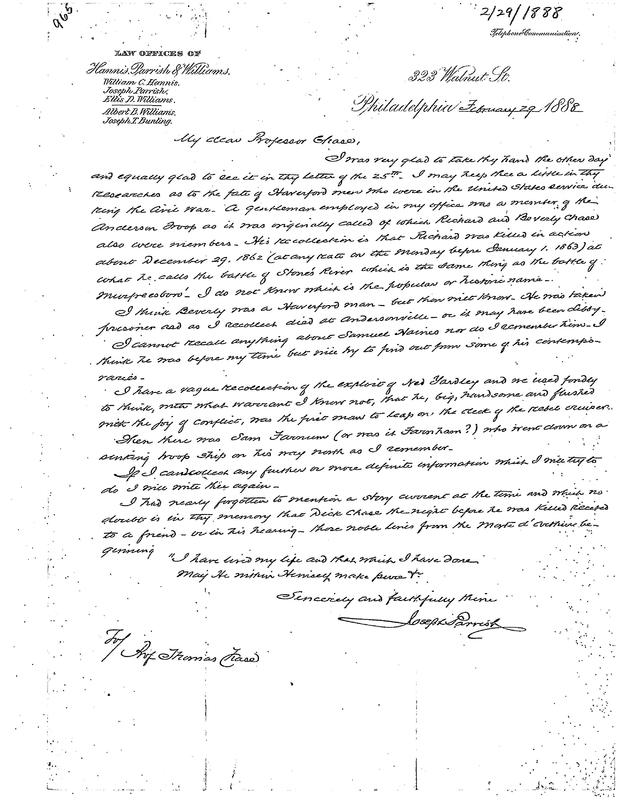 965
2/29/1888
Telephone Communication.
LAW OFFICES OF
Hannis, Parrish & Williams,
William C. Hannis,
Joseph Parrish,
Ellis D. Williams.
Albert D. Williams,
Joseph T. Bunting.
323 Walnut St.
Philadelphia February 29 1888
My dear Professor Chase,
I was very glad to take thy hand the other day
and equally glad to see it in thy letter of the 25th. I may help thee a little in thy
researches as to the fate of Haverford men who were in the United States service du-
ring the Civil War. A gentleman employed in my office was a member of the
Anderson Troop as it was originally called of which Richard and Beverly Chase
also were members. His recollection is that Richard was killed in action
about December 29, 1862 (at any rate on the Monday before January 1, 1863) at
what he calls the battle of Stone's River which is the same thing as the battle of
Murfreesboro'. I do not know which is the popular or historic name.
I think Beverly was a Haverford man - but thou wilt know. He was taken
prisoner and as I recollect died at Andersonville - or it may have been Libby.
I cannot recall anything about Samuel Haines nor do I remember him. I
think he was before my time but will try to find out from some of his contempo-
raries.
I have a vague recollection of the exploit of Ned Yardley and we used fondly
to think, with what warrant I know not, that he, big, handsome and flushed
with the joy of conflict, was the first man to leap on the deck of the rebel cruiser.
Then there was Sam Farnum (or was it Farnham?) who went down on a
sinking troop ship on his way north as I remember.
If I can collect any further or more definite information which I will try to
do I will write thee again.
I had nearly forgotten to mention a story current at the time and which no
doubt is in thy memory that Dick Chase the night before he was killed recited
to a friend - or in his hearing - those noble lines from the Morte d'Arthur be-
ginning
"I have lived my life and that which I have done
May He within Himself make pure &c.
Sincerely and faithfully thine
Joseph Parrish
To/
Prof Thomas Chase